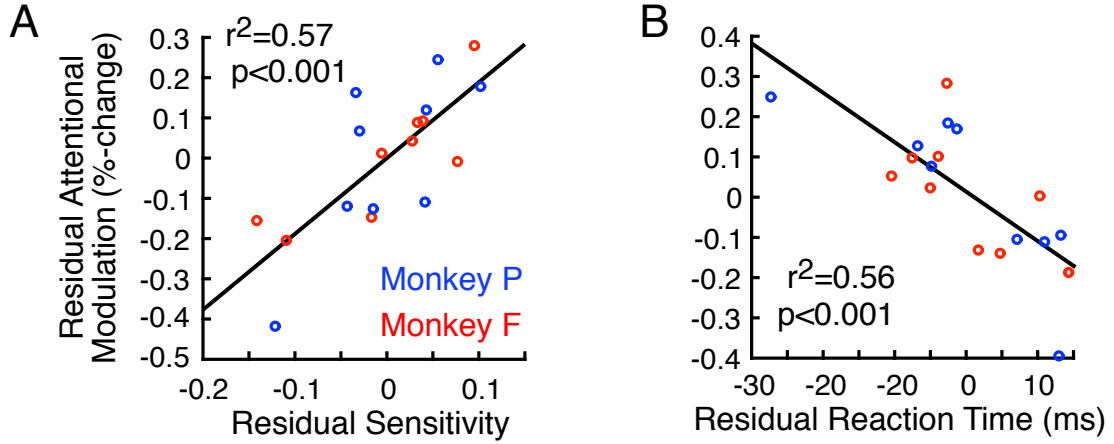 A
Residual Attentional
Modulation (%-change)
0.3
0.2
0.1
0
-0.1
-0.2
-0.3
-0.4
-0.5
r²=0.57
p<0.001
Monkey P
Monkey F
-0.2
-0.1
0
0.1
Residual Sensitivity
B
0.4
0.3
0.2
0.1
0
-0.1
-0.2
-0.3
-0.4
r²=0.56
p<0.001
-30
-20
-20
0
10
Residual Reaction Time (ms)